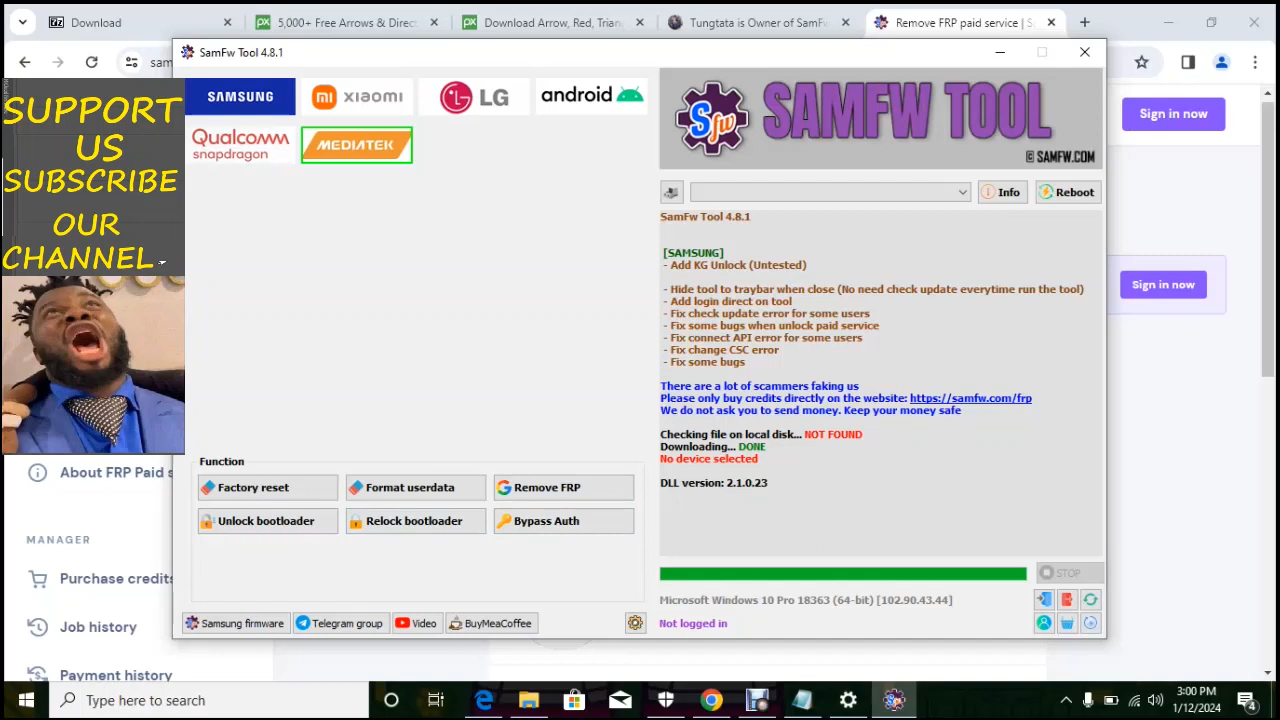 Download
5,000+ Free Arrows & Direct
Download Arrow, Red, Trian
Tungtata is Owner of SamFw
Remove FRP paid service | S
sam
SamFw Tool 4.8.1
SUPPORT
US
SUBSCRIBE
OUR
CHANNEL
SAMSUNG
mi xiaomi
LG
android
Qualcomm
snapdragon
MEDIATEK
Sfw
SAMFW TOOL
© SAMFW.COM
Sign in now
Info
Reboot
SamFw Tool 4.8.1
[SAMSUNG]
- Add KG Unlock (Untested)
- Hide tool to traybar when close (No need check update everytime run the tool)
- Add login direct on tool
- Fix check update error for some users
- Fix some bugs when unlock paid service
- Fix connect API error for some users
- Fix change CSC error
- Fix some bugs
Sign in now
There are a lot of scammers faking us
Please only buy credits directly on the website: https://samfw.com/frp
We do not ask you to send money. Keep your money safe
Checking file on local disk... NOT FOUND
Downloading... DONE
No device selected
DLL version: 2.1.0.23
About FRP Paid s
MANAGER
Purchase credits
Job history
Payment history
Function
Factory reset
Format userdata
Remove FRP
Unlock bootloader
Relock bootloader
Bypass Auth
STOP
Microsoft Windows 10 Pro 18363 (64-bit) [102.90.43.44]
Not logged in
Samsung firmware
Telegram group
Video
BuyMeaCoffee
Type here to search
3:00 PM
1/12/2024
4